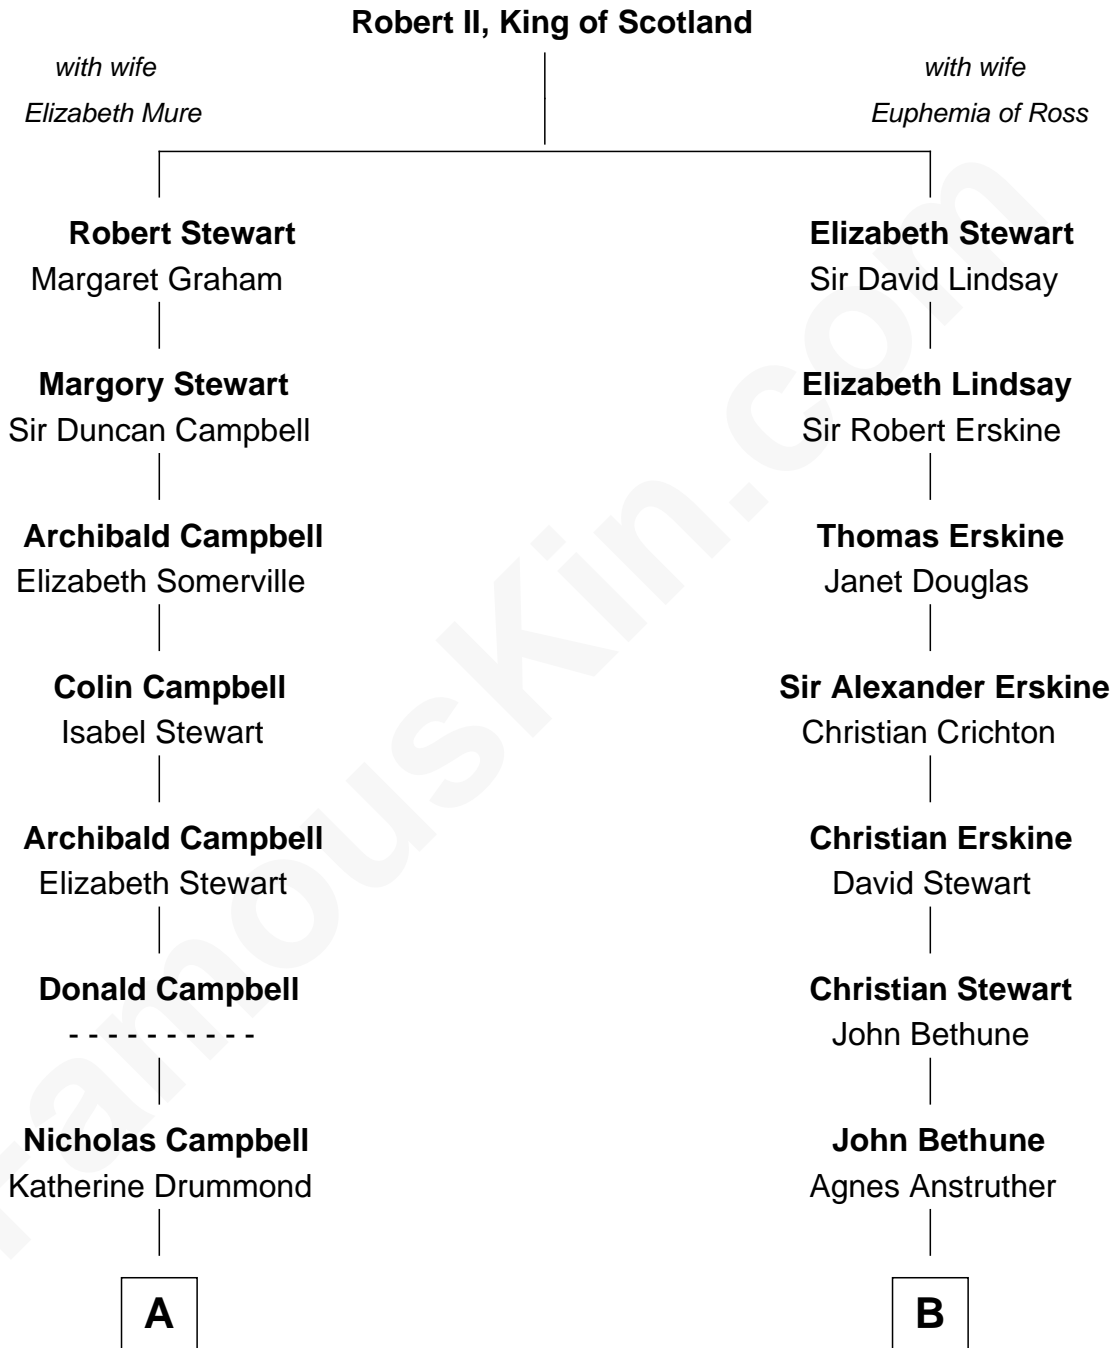 Robert II, King of Scotland
with wife
Elizabeth Mure
with wife
Euphemia of Ross
Robert Stewart
Margaret Graham
Elizabeth Stewart
Sir David Lindsay
Margory Stewart
Sir Duncan Campbell
Elizabeth Lindsay
Sir Robert Erskine
Archibald Campbell
Elizabeth Somerville
Thomas Erskine
Janet Douglas
Colin Campbell
Isabel Stewart
Sir Alexander Erskine
Christian Crichton
Archibald Campbell
Elizabeth Stewart
Christian Erskine
David Stewart
Donald Campbell
- - - - - - - - - -
Christian Stewart
John Bethune
Nicholas Campbell
Katherine Drummond
John Bethune
Agnes Anstruther
A
B
FamousKin.com